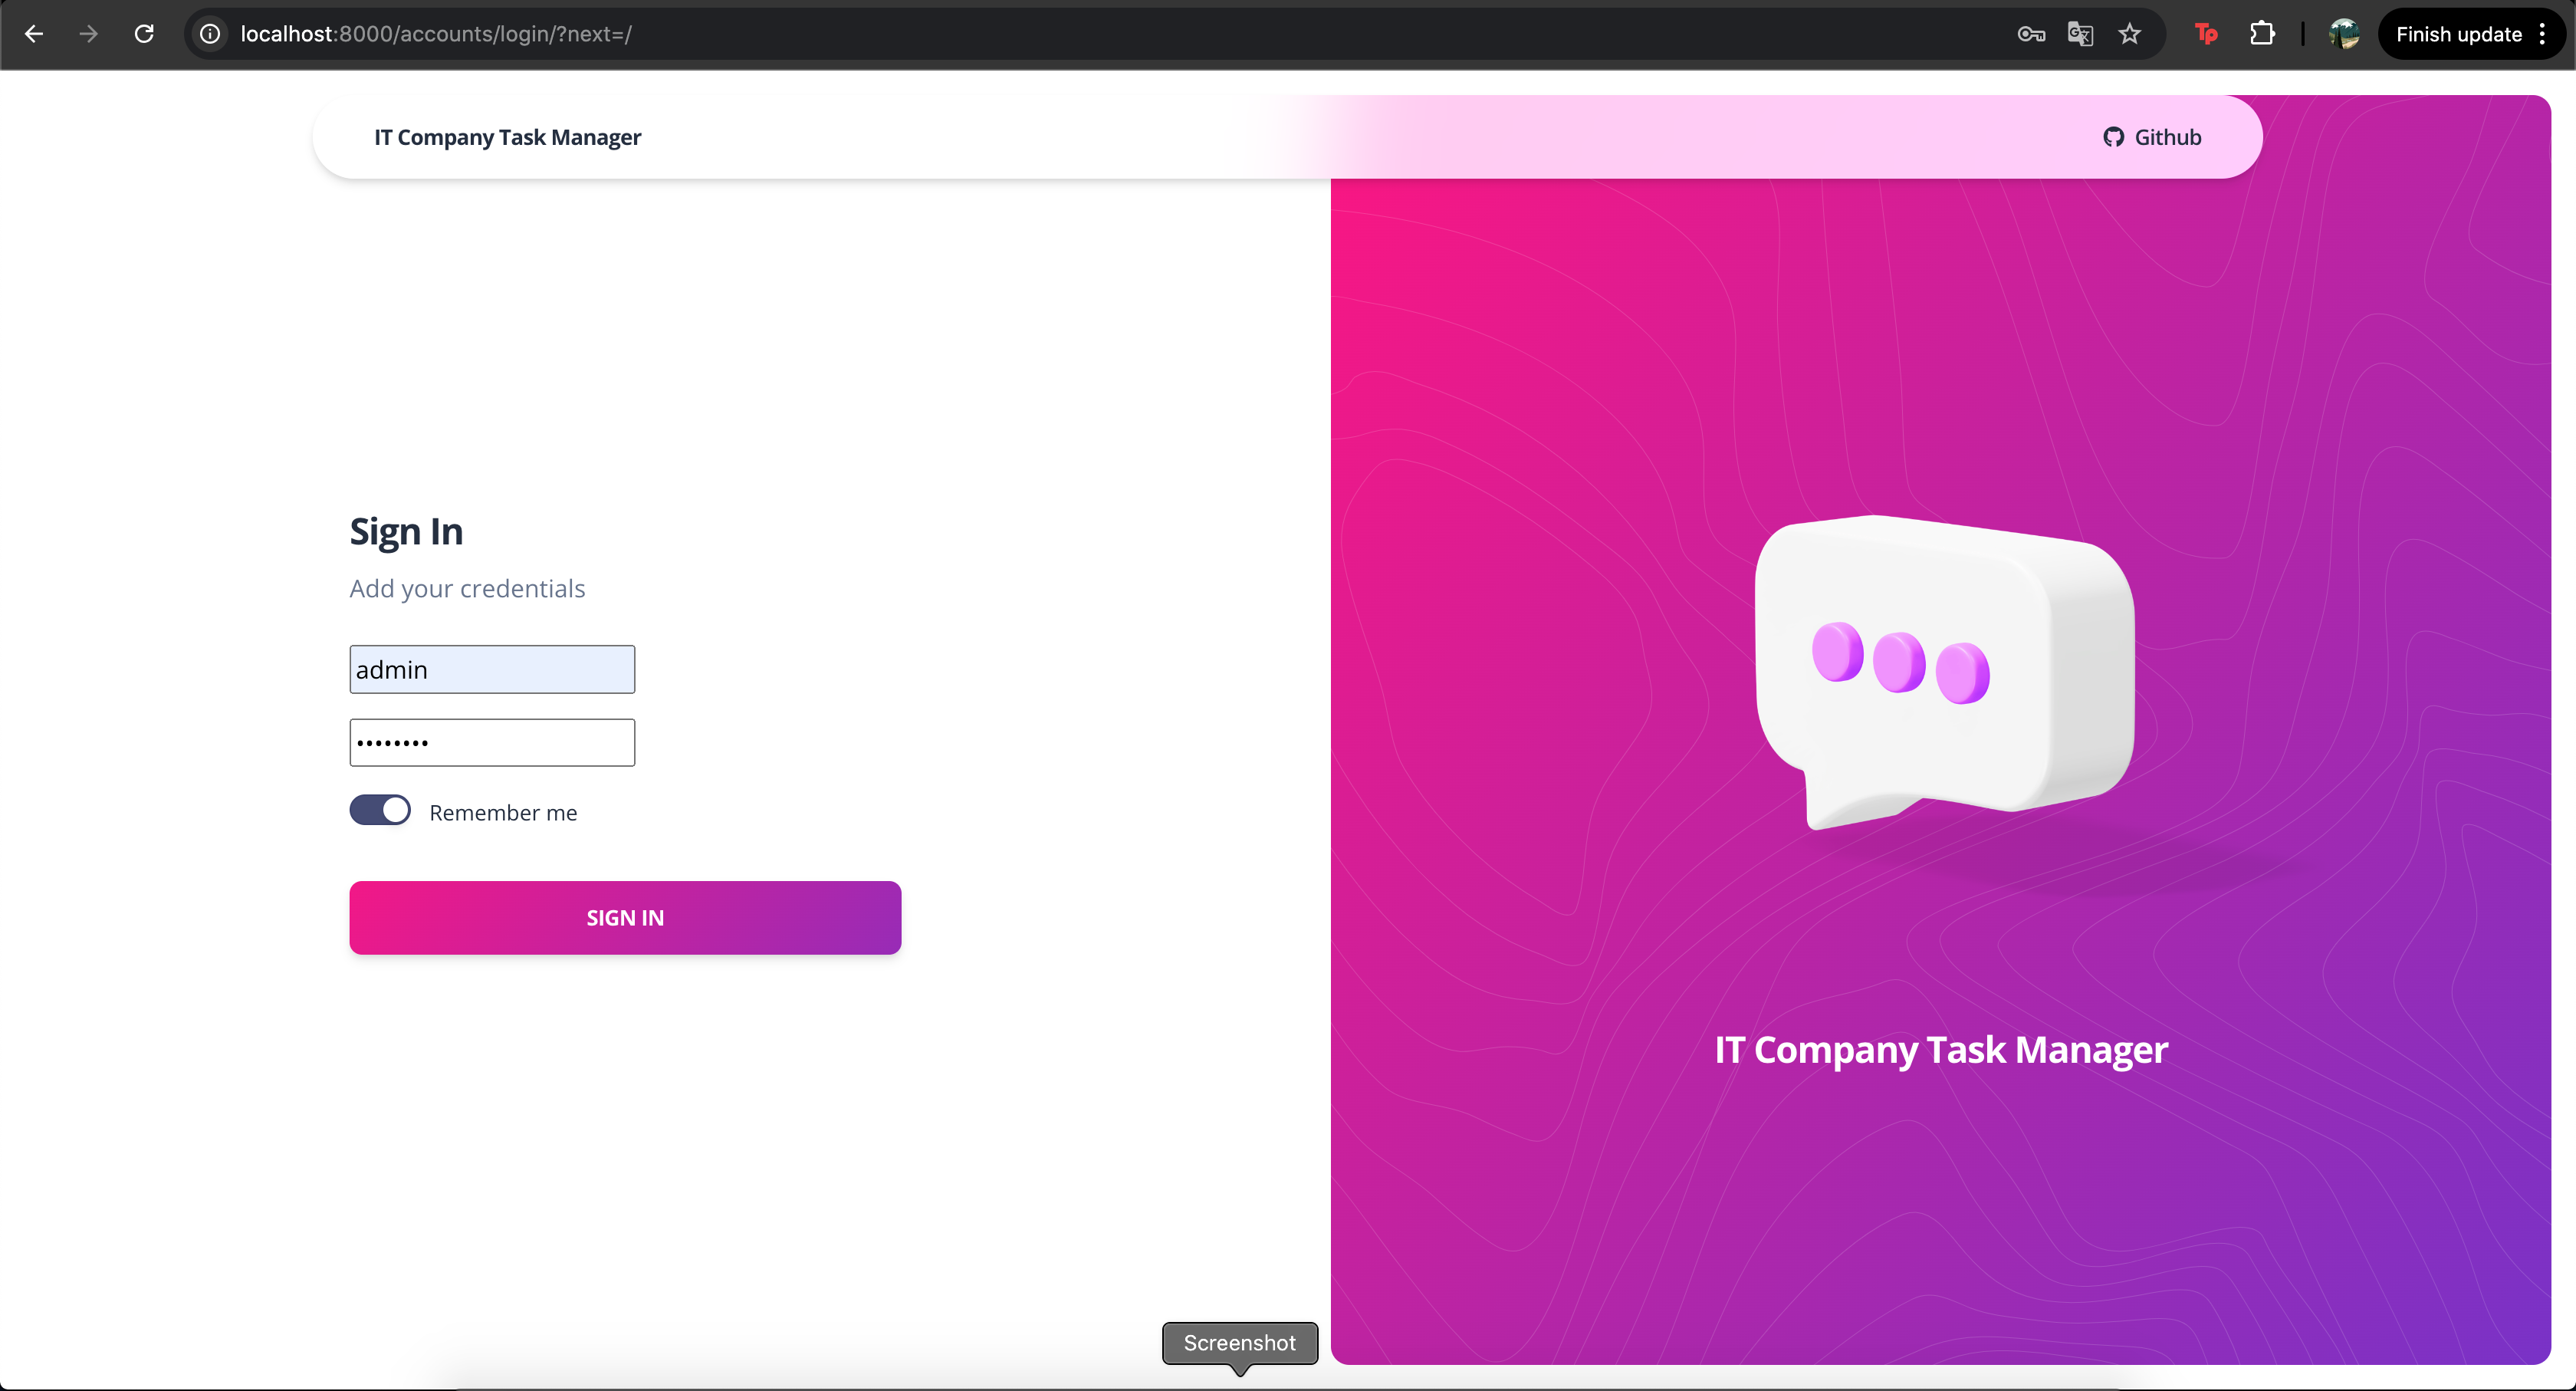 localhost:8000/accounts/login/?next=/
Finish update
IT Company Task Manager
Github
Sign In
Add your credentials
admin
••••••••
Remember me
SIGN IN
IT Company Task Manager
Screenshot